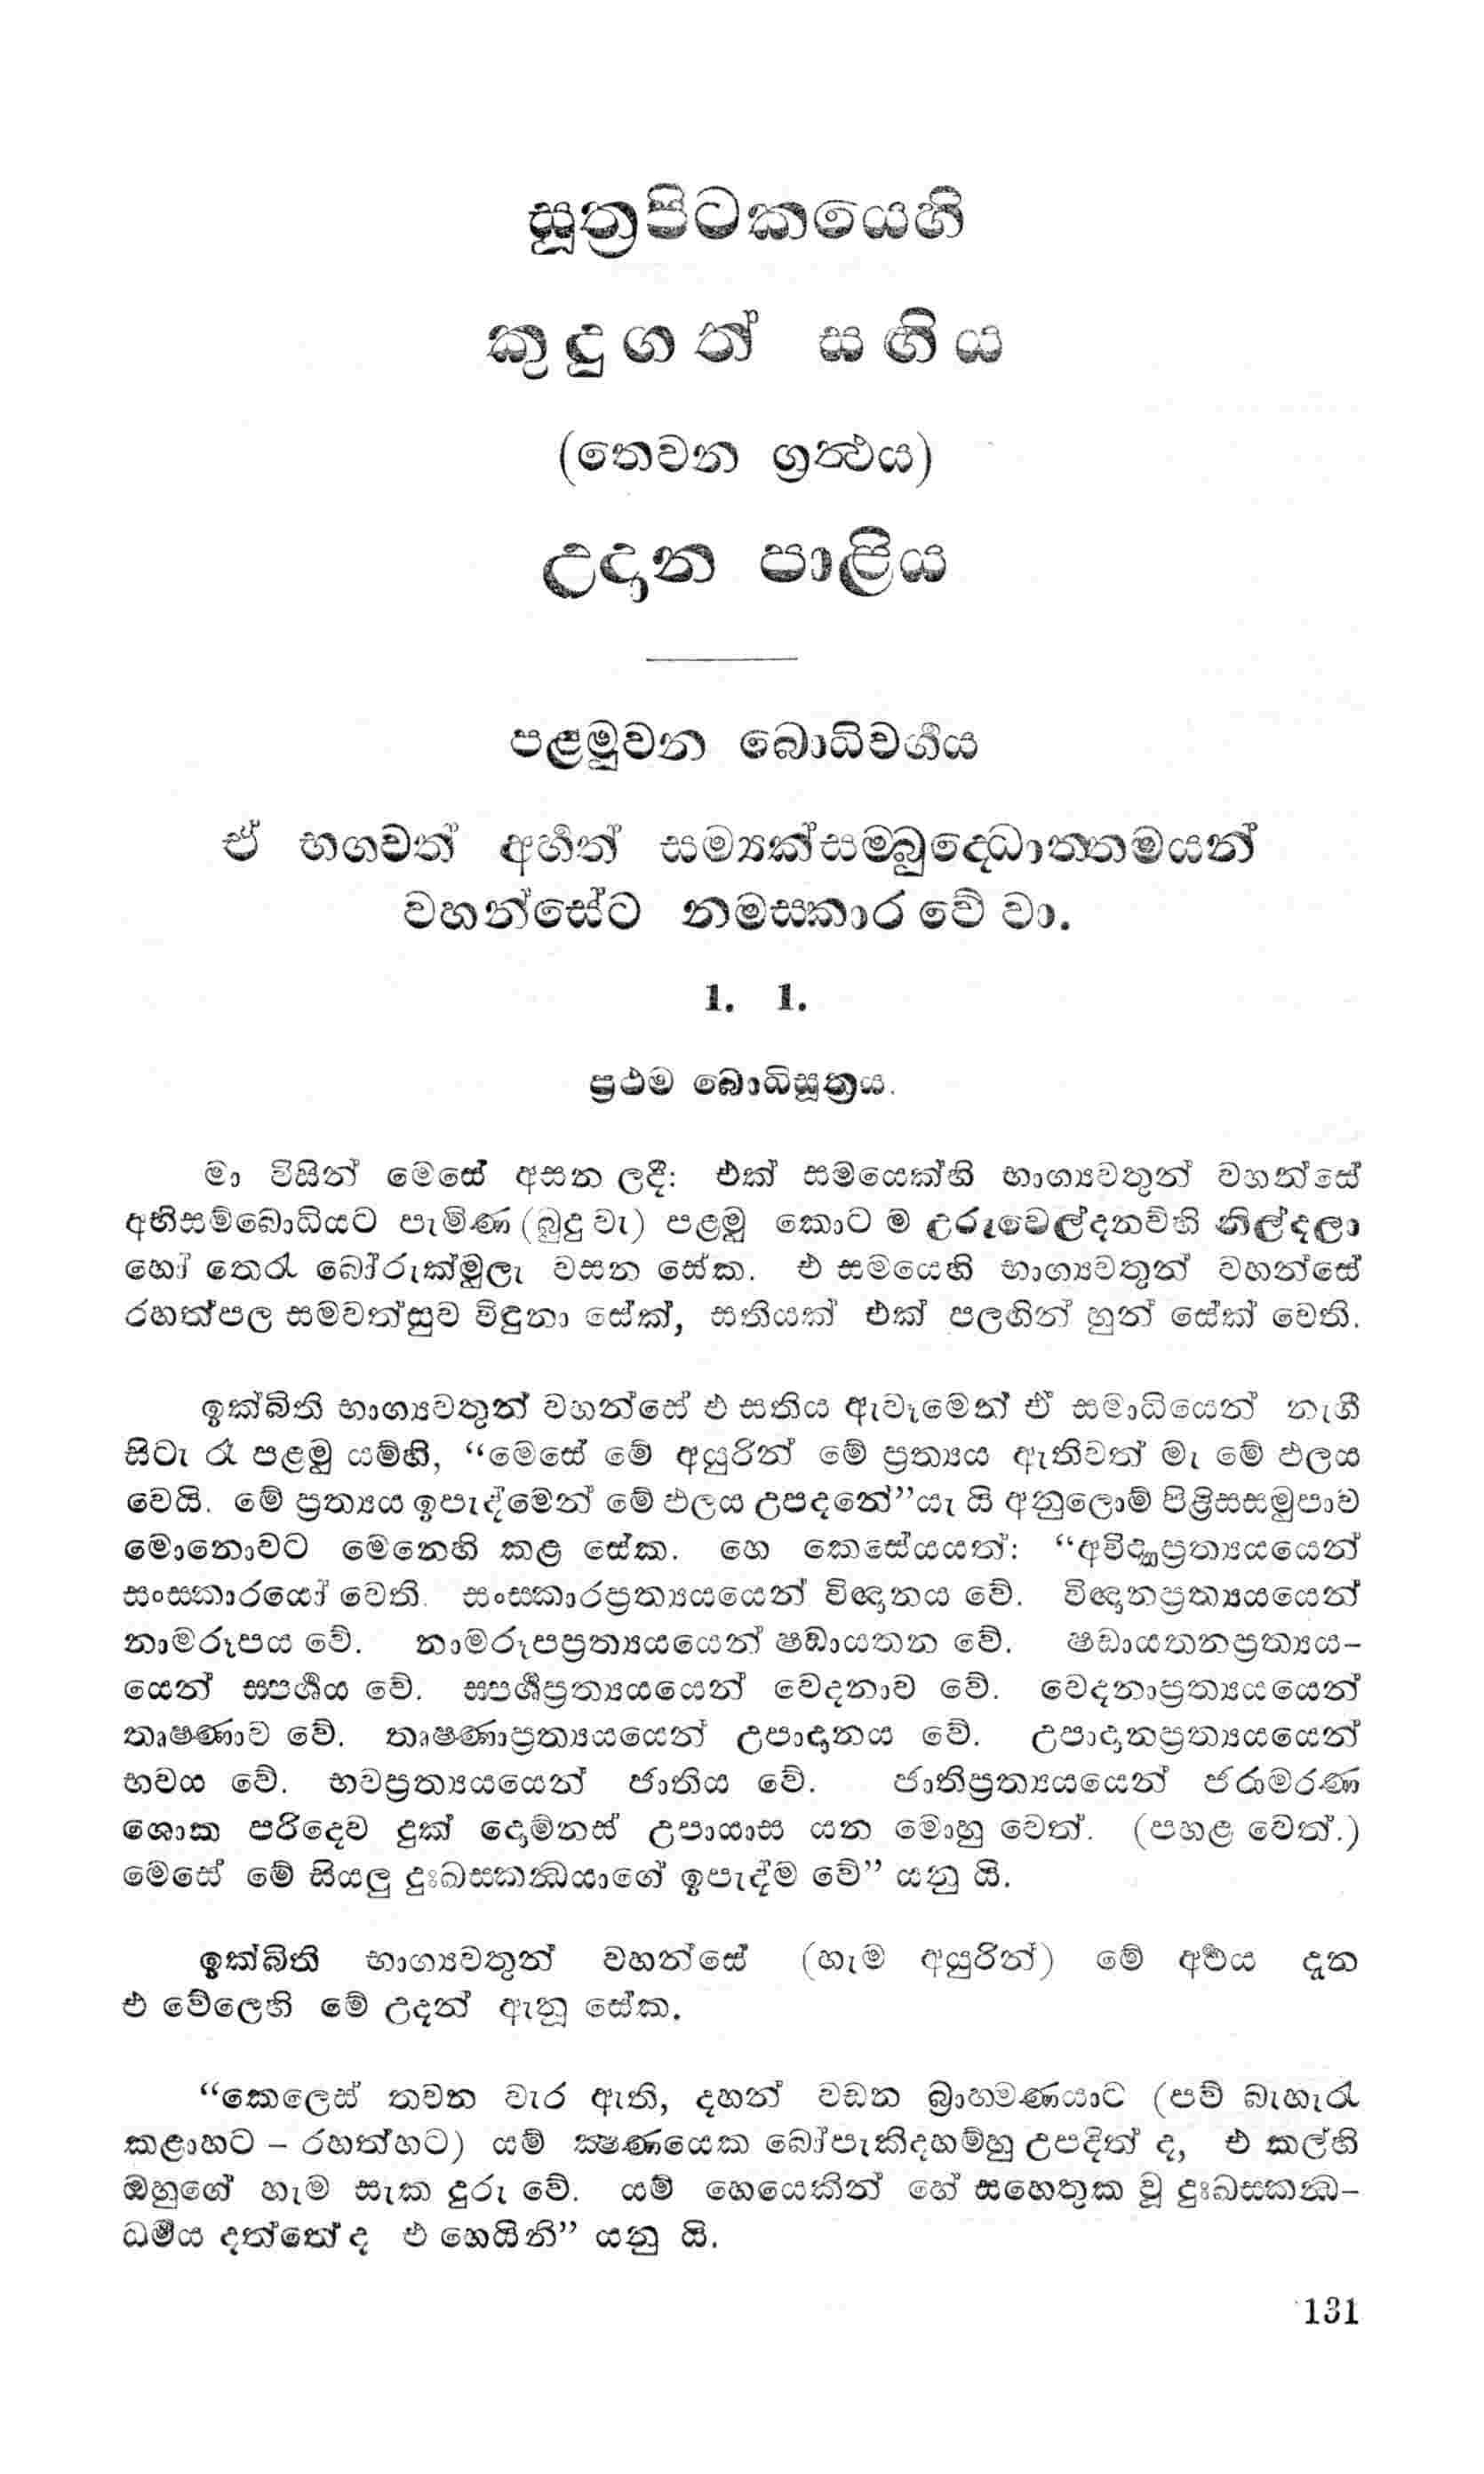 සූත්‍රපිටකයෙහි
කුදුගත් සඟිය
(තෙවන ග්‍රන්‍ථය)
උදාන පාළිය
පළමුවන බොධිවර්‍ගය
ඒ භගවත් අර්‍හත් සම්‍යක්සම්බුද්ධොත්තමයන්
වහන්සේට නමස්කාර වේ වා.
1. 1.
ප්‍රථම බොධිසූත්‍රය.
මා විසින් මෙසේ අසන ලදී: එක් සමයෙක්හි භාග්‍යවතුන් වහන්සේ
අභිසම්බොධියට පැමිණ (බුදු වැ) පළමු කොට ම උරුවෙල්දනව්හි නිල්දලා
හෝ තෙරැ බෝරුක්මුලැ වසන සේක. එ සමයෙහි භාග්‍යවතුන් වහන්සේ
රහත්පල සමවත්සුව විඳුනා සේක්, සතියක් එක් පලඟින් හුන් සේක් වෙති.
ඉක්බිති භාග්‍යවතුන් වහන්සේ එ සතිය ඇවෑමෙන් ඒ සමාධියෙන් නැගී
සිටැ රෑ පළමු යම්හි, “මෙසේ මේ අයුරින් මේ ප්‍රත්‍යය ඇතිවත් මැ මේ ඵලය
වෙයි. මේ ප්‍රත්‍යය ඉපැද්මෙන් මේ ඵලය උපදනේ”යැ යි අනුලොම් පිළිසසමුපාව
මොනොවට මෙනෙහි කළ සේක. හෙ කෙසේයයත්: “අවිද්‍යාප්‍රත්‍යයයෙන්
සංස්කාරයෝ වෙති. සංස්කාරප්‍රත්‍යයයෙන් විඥානය වේ. විඥානප්‍රත්‍යයයෙන්
නාමරූපය වේ. නාමරූපප්‍රත්‍යයයෙන් ෂඩායතන වේ. ෂඩායතනප්‍රත්‍යය-
යෙන් ස්පර්‍ශය වේ. ස්පර්‍ශප්‍රත්‍යයයෙන් වෙදනාව වේ. වෙදනාප්‍රත්‍යයයෙන්
තෘෂ්ණාව වේ. තෘෂ්ණාප්‍රත්‍යයයෙන් උපාදානය වේ. උපාදානප්‍රත්‍යයයෙන්
භවය වේ. භවප්‍රත්‍යයයෙන් ජාතිය වේ. ජාතිප්‍රත්‍යයයෙන් ජරාමරණ
ශොක පරිදෙව දුක් දොම්නස් උපායාස යන මොහු වෙත්. (පහළ වෙත්.)
මෙසේ මේ සියලු දුඃඛස්කන්‍ධයාගේ ඉපැද්ම වේ” යනු යි.
ඉක්බිති භාග්‍යවතුන් වහන්සේ (හැම අයුරින්) මේ අර්‍ථය දැන
එ වේලෙහි මේ උදන් ඇනූ සේක.
“කෙලෙස් තවන වැර ඇති, දහන් වඩන බ්‍රාහ්මණයාට (පව් බැහැරැ
කළාහට – රහත්හට) යම් ක්‍ෂණයෙක බෝපැකිදහම්හු උපදිත් ද, එ කල්හි
ඔහුගේ හැම සැක දුරු වේ. යම් හෙයෙකින් හේ සහෙතුක වූ දුඃඛස්කන්‍ධ-
ධර්‍මය දත්තේ ද එ හෙයිනි” යනු යි.
131